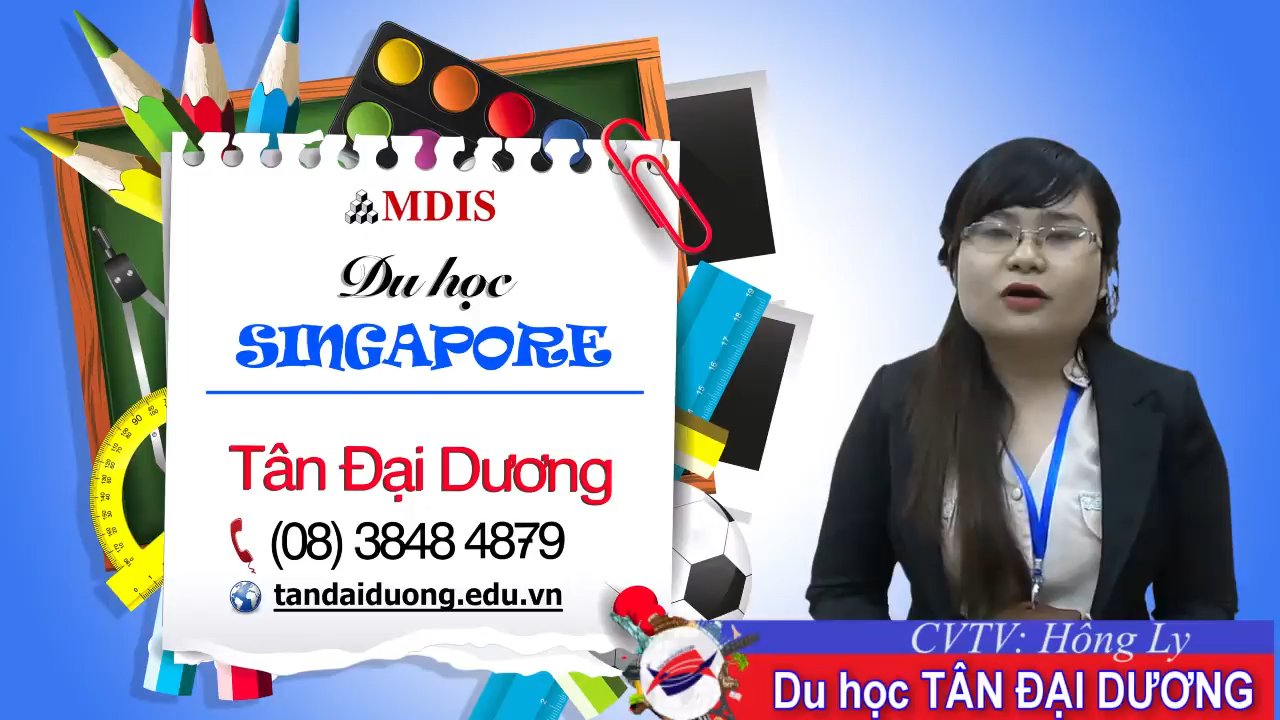 MDIS
Du học
SINGAPORE
Tân Đại Dương
(08) 3848 4879
tandaiduong.edu.vn
CVTV: Hồng Ly
Du học TÂN ĐẠI DƯƠNG